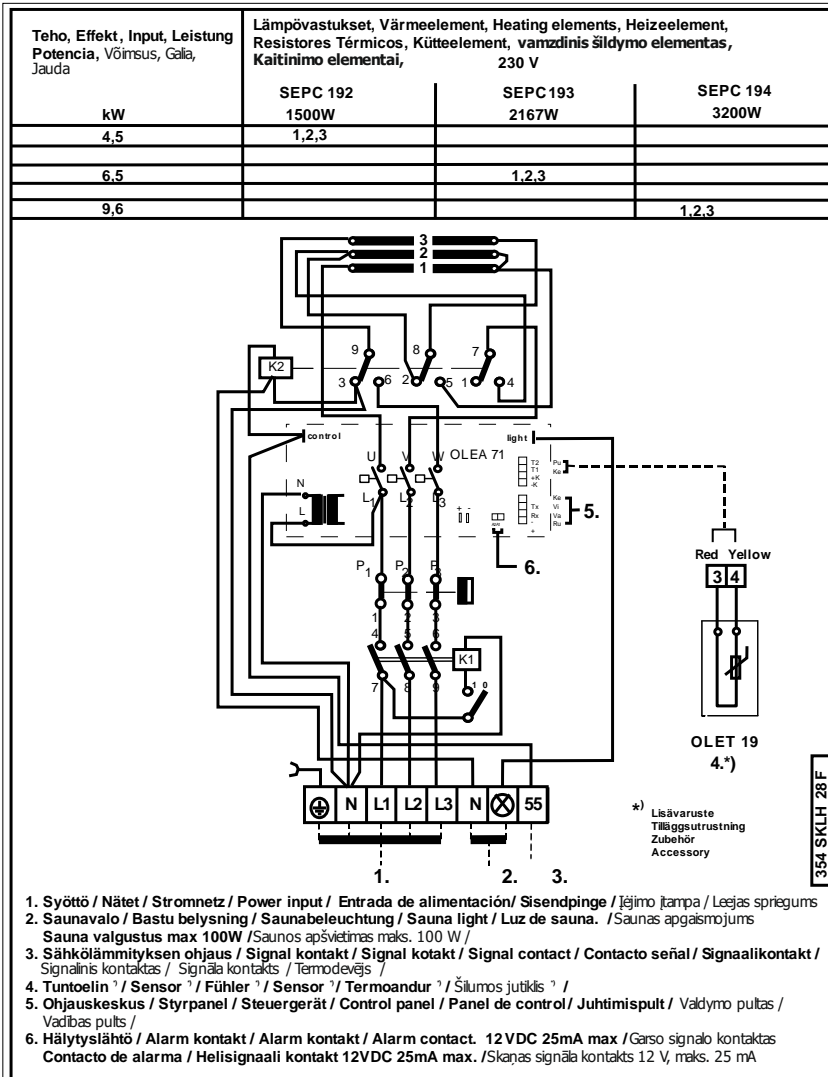 Teho, Effekt, Input, Leistung
Potencia, Võimsus, Galia,
Jauda
Lämpövastukset, Värmeelement, Heating elements, Heizeelement,
Resistores Térmicos, Kütteelement, vamzdinis šildymo elementas,
Kaitinimo elementai, 230 V
kW
SEPC 192
1500W
SEPC193
2167W
SEPC 194
3200W
4,5 1,2,3
6,5 1,2,3
9,6 1,2,3
3
2
1
9 8 7
K2
3 6 2 5 1 4
control
light
U V W OLEA 71
N
L
L1 L2 L3
+ -
T2
T1
+K
-K
Pu
Ke
Tx
Rx
-
+
Ke
Vi
Va
Ru
5.
6.
P1 P2 P3
1 2 3
4 5 6
K1
7 8 9
1 0
Red Yellow
3 4
OLET 19
4.*)
N L1 L2 L3 N 55
1. 2. 3.
*) Lisävaruste
Tilläggsutrustning
Zubehör
Accessory
354 SKLH 28 F
1. Syöttö / Nätet / Stromnetz / Power input / Entrada de alimentación/ Sisendpinge / Įėjimo įtampa / Leejas spriegums
2. Saunavalo / Bastu belysning / Saunabeleuchtung / Sauna light / Luz de sauna. / Saunas apgaismojums
Sauna valgustus max 100W /Saunos apšvietimas maks. 100 W /
3. Sähkölämmityksen ohjaus / Signal kontakt / Signal kotakt / Signal contact / Contacto señal / Signaalikontakt /
Signalinis kontaktas / Signāla kontakts / Termodevējs /
4. Tuntoelin / Sensor / Fühler / Sensor / Termoandur / Šilumos jutiklis /
5. Ohjauskeskus / Styrpanel / Steuergerät / Control panel / Panel de control/ Juhtimispult / Valdymo pultas /
Vadības pults /
6. Hälytyslähtö / Alarm kontakt / Alarm kontakt / Alarm contact. 12VDC 25mA max /Garso signalo kontaktas
Contacto de alarma / Helisignaali kontakt 12VDC 25mA max. /Skaņas signāla kontakts 12 V, maks. 25 mA